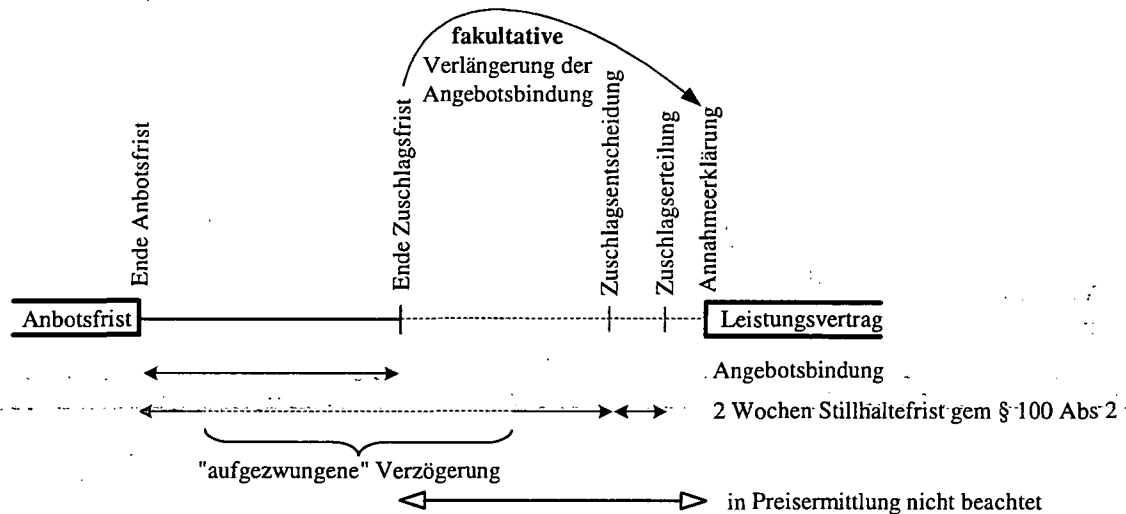 fakultative
Verlängerung der
Angebotsbindung
Ende Anbotsfrist
Ende Zuschlagsfrist
Zuschlagsentscheidung
Zuschlagserteilung
Annahmeerklärung
Anbotsfrist
Leistungsvertrag
Angebotsbindung
2 Wochen Stillhaltefrist gem § 100 Abs 2
"aufgezwungene" Verzögerung
in Preisermittlung nicht beachtet